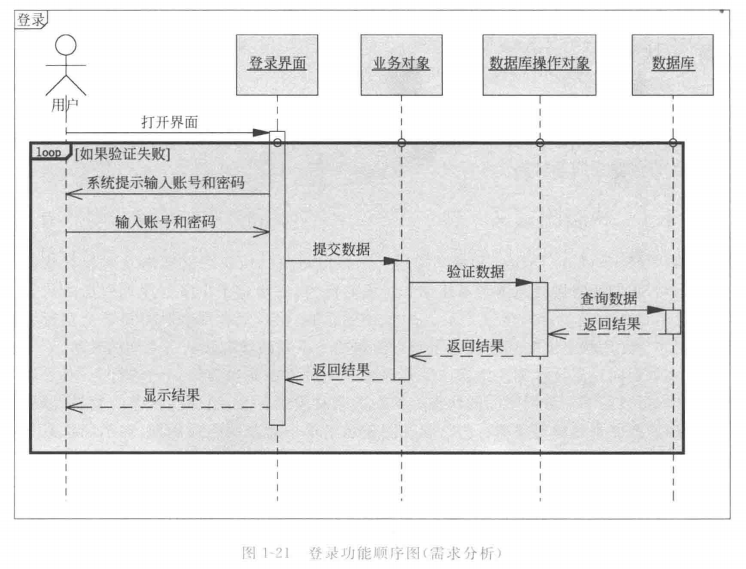 登录
登录界面
业务对象
数据库操作对象
数据库
用户
打开界面
loop
[如果验证失败]
系统提示输入账号和密码
输入账号和密码
提交数据
验证数据
查询数据
返回结果
返回结果
返回结果
显示结果
图 1-21 登录功能顺序图(需求分析)